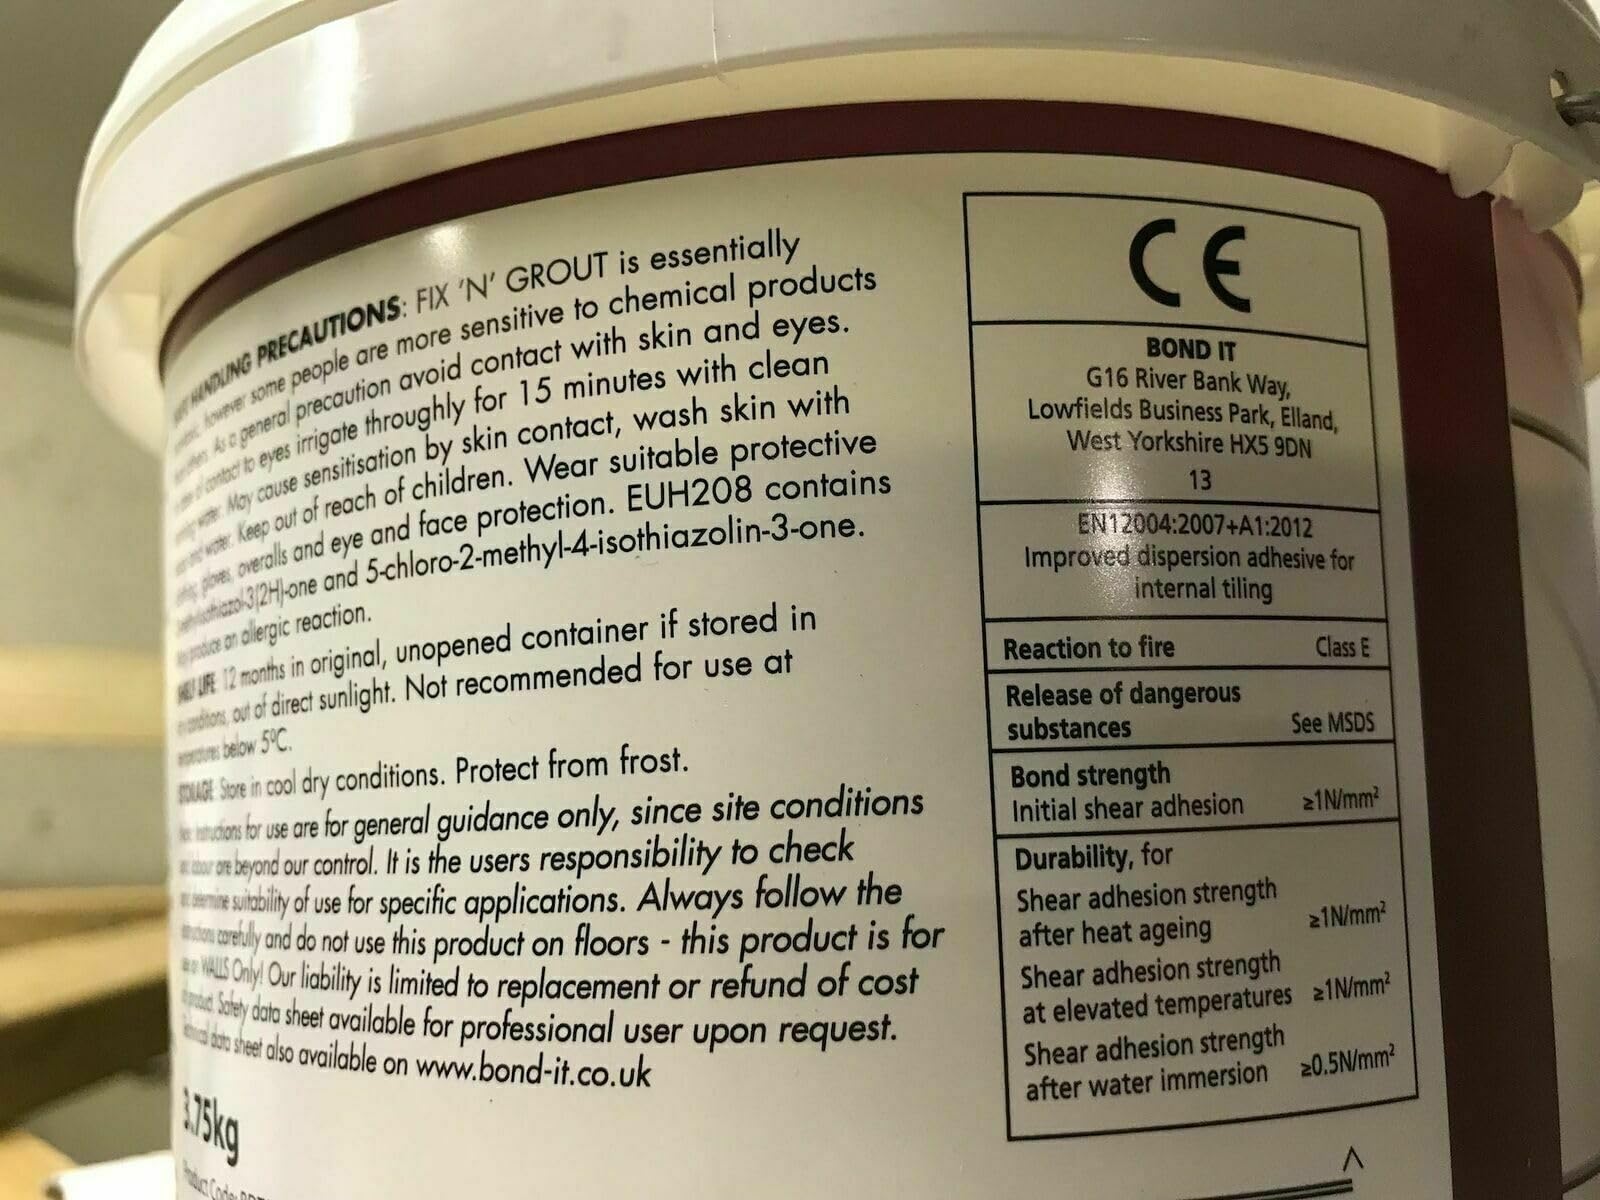 HANDLING PRECAUTIONS: FIX 'N' GROUT is essentially
however some people are more sensitive to chemical products
As a general precaution avoid contact with skin and eyes.
contact to eyes irrigate throughly for 15 minutes with clean
water. May cause sensitisation by skin contact, wash skin with
and water. Keep out of reach of children. Wear suitable protective
gloves, overalls and eye and face protection. EUH208 contains
-3(2H)-one and 5-chloro-2-methyl-4-isothiazolin-3-one.
produce an allergic reaction.
SHELF LIFE 12 months in original, unopened container if stored in
conditions, out of direct sunlight. Not recommended for use at
below 5ºC.
STORAGE Store in cool dry conditions. Protect from frost.
instructions for use are for general guidance only, since site conditions
are beyond our control. It is the users responsibility to check
suitability of use for specific applications. Always follow the
carefully and do not use this product on floors - this product is for
WALLS Only! Our liability is limited to replacement or refund of cost
Safety data sheet available for professional user upon request.
data sheet also available on www.bond-it.co.uk
3.75kg
Product Code:
CE
BOND IT
G16 River Bank Way,
Lowfields Business Park, Elland,
West Yorkshire HX5 9DN
13
EN12004:2007+A1:2012
Improved dispersion adhesive for
internal tiling
Reaction to fire Class E
Release of dangerous
substances See MSDS
Bond strength
Initial shear adhesion ≥1N/mm²
Durability, for
Shear adhesion strength
after heat ageing ≥1N/mm²
Shear adhesion strength
at elevated temperatures ≥1N/mm²
Shear adhesion strength
after water immersion ≥0.5N/mm²